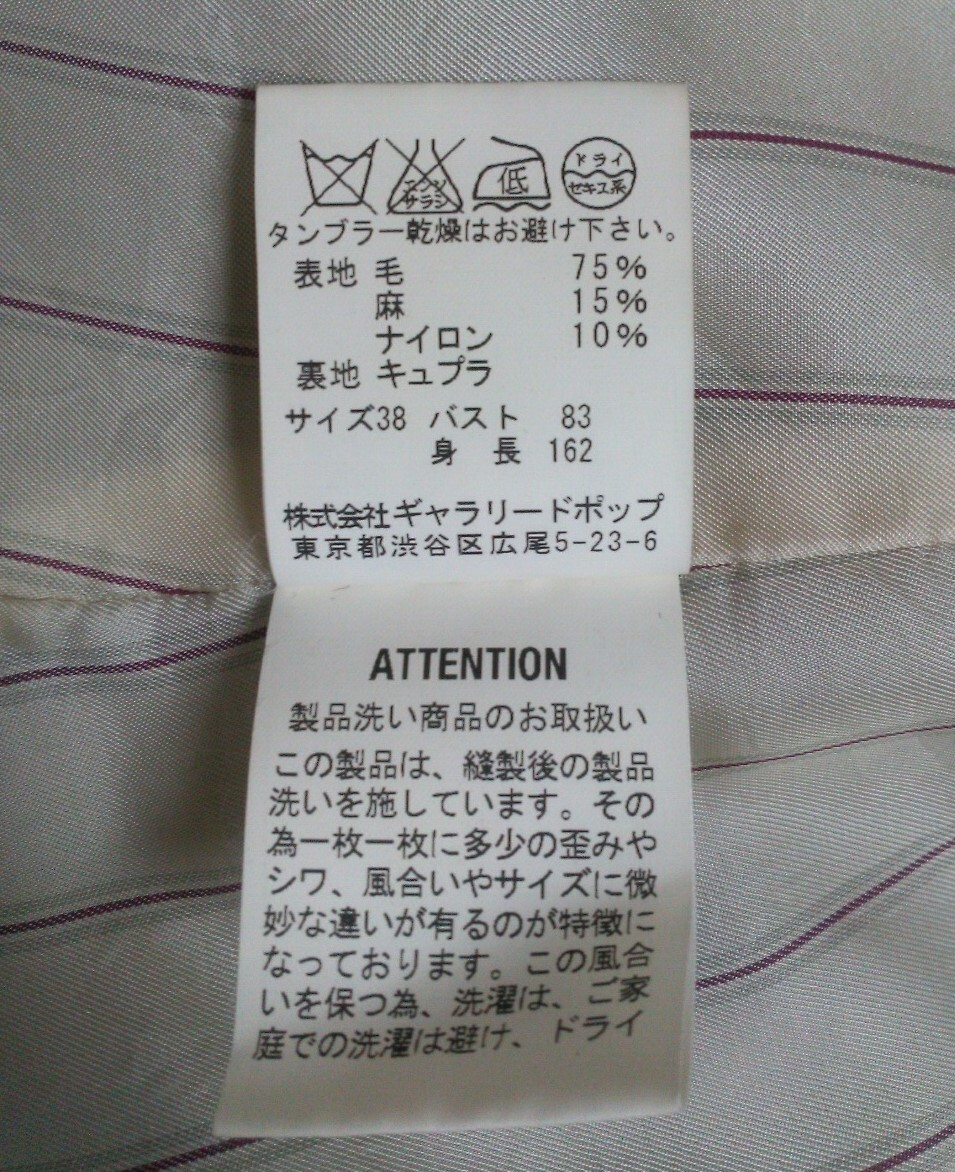 エンソ
サラシ
低
ドライ
セキユ系
タンブラー乾燥はお避け下さい。
表地 毛 75%
麻 15%
ナイロン 10%
裏地 キュプラ
サイズ38 バスト 83
身 長 162
株式会社ギャラリードポップ
東京都渋谷区広尾5-23-6
ATTENTION
製品洗い商品のお取扱い
この製品は、縫製後の製品
洗いを施しています。その
為一枚一枚に多少の歪みや
シワ、風合いやサイズに微
妙な違いが有るのが特徴に
なっております。この風合
いを保つ為、洗濯は、ご家
庭での洗濯は避け、ドライ